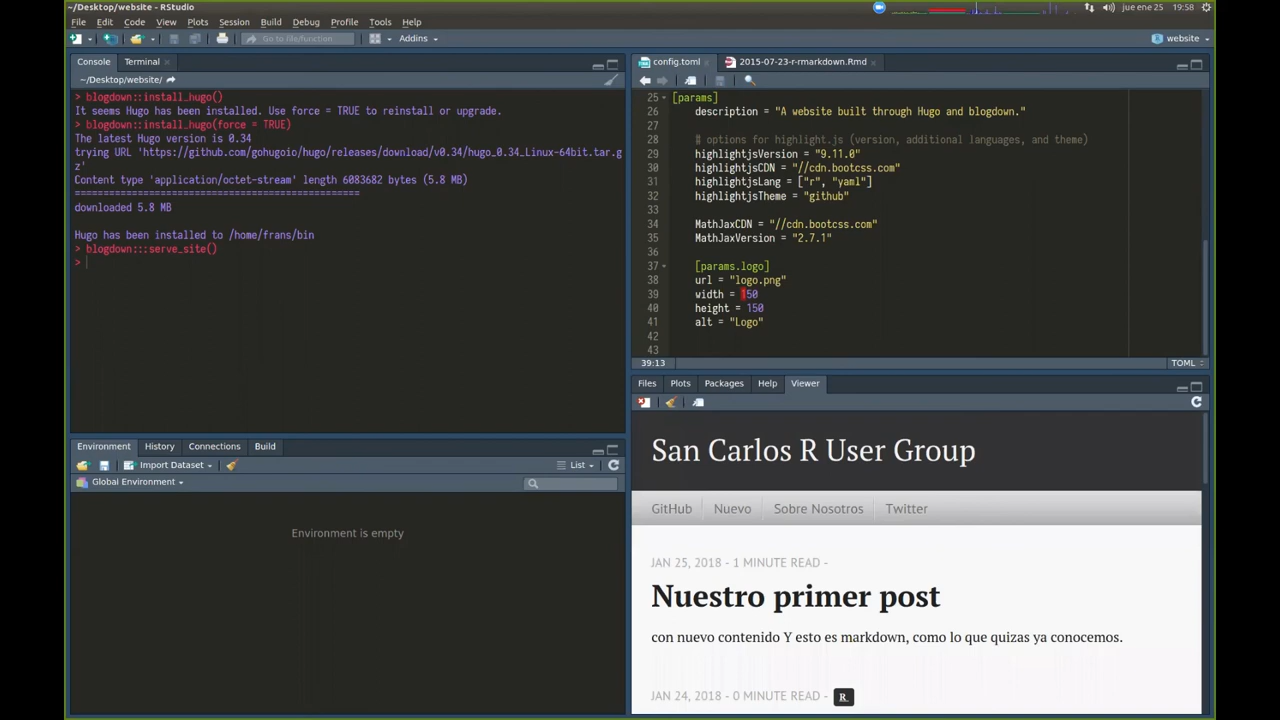 ~/Desktop/website - RStudio
jue ene 25 19:58
File Edit Code View Plots Session Build Debug Profile Tools Help
Go to file/function Addins website
Console Terminal
~/Desktop/website/
> blogdown::install_hugo()
It seems Hugo has been installed. Use force = TRUE to reinstall or upgrade.
> blogdown::install_hugo(force = TRUE)
The latest Hugo version is 0.34
trying URL 'https://github.com/gohugoio/hugo/releases/download/v0.34/hugo_0.34_Linux-64bit.tar.g
z'
Content type 'application/octet-stream' length 6083682 bytes (5.8 MB)
==================================================
downloaded 5.8 MB
Hugo has been installed to /home/frans/bin
> blogdown:::serve_site()
>
config.toml 2015-07-23-r-rmarkdown.Rmd
25 [params]
26 description = "A website built through Hugo and blogdown."
27
28 # options for highlight.js (version, additional languages, and theme)
29 highlightjsVersion = "9.11.0"
30 highlightjsCDN = "//cdn.bootcss.com"
31 highlightjsLang = ["r", "yaml"]
32 highlightjsTheme = "github"
33
34 MathJaxCDN = "//cdn.bootcss.com"
35 MathJaxVersion = "2.7.1"
36
37 [params.logo]
38 url = "logo.png"
39 width = 150
40 height = 150
41 alt = "Logo"
42
43
39:13 TOML
Environment History Connections Build
Import Dataset List
Global Environment
Environment is empty
Files Plots Packages Help Viewer
San Carlos R User Group
GitHub Nuevo Sobre Nosotros Twitter
JAN 25, 2018 - 1 MINUTE READ -
Nuestro primer post
con nuevo contenido Y esto es markdown, como lo que quizas ya conocemos.
JAN 24, 2018 - 0 MINUTE READ - R